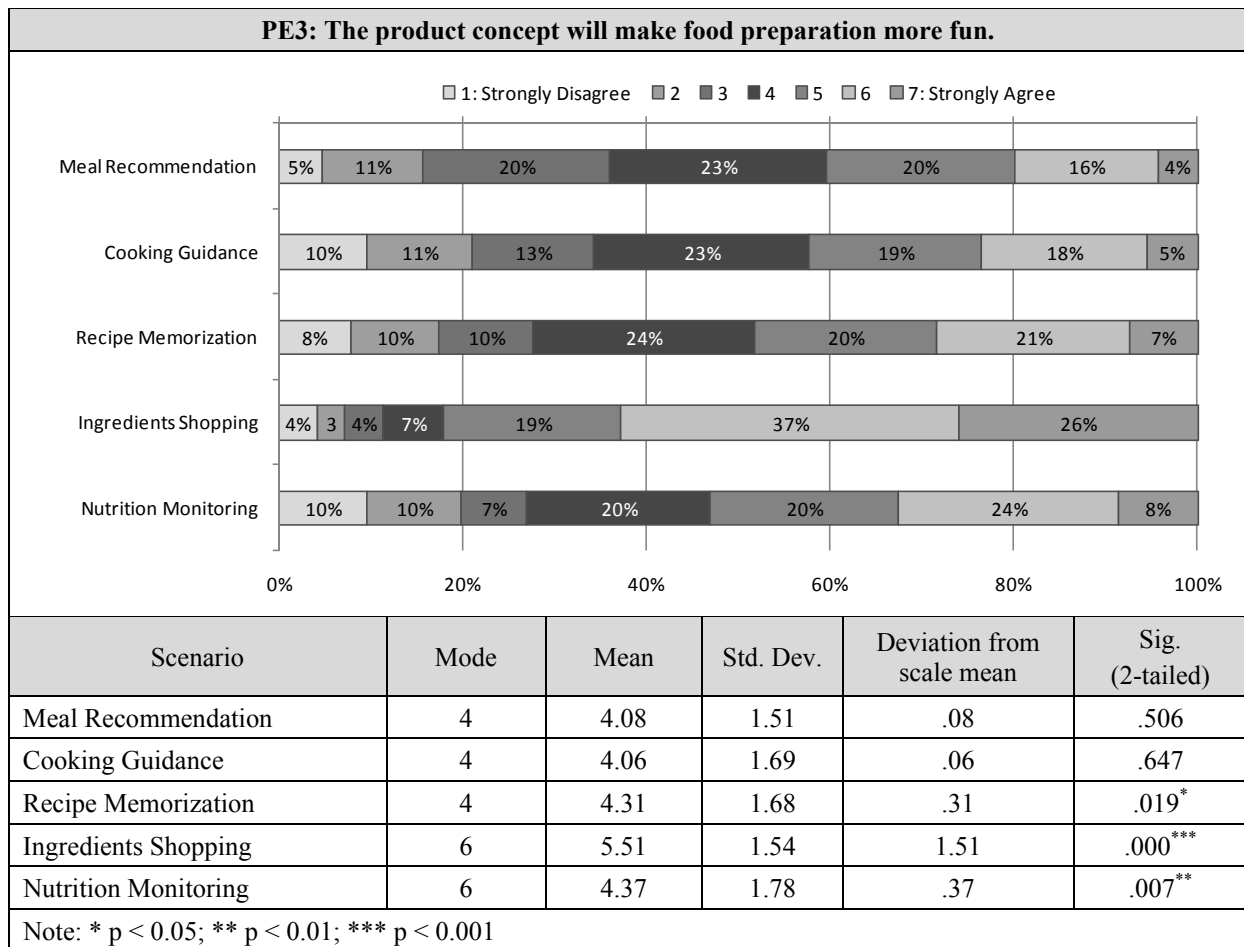 PE3: The product concept will make food preparation more fun.
1: Strongly Disagree 2 3 4 5 6 7: Strongly Agree
Meal Recommendation 5% 11% 20% 23% 20% 16% 4%
Cooking Guidance 10% 11% 13% 23% 19% 18% 5%
Recipe Memorization 8% 10% 10% 24% 20% 21% 7%
Ingredients Shopping 4% 3 4% 7% 19% 37% 26%
Nutrition Monitoring 10% 10% 7% 20% 20% 24% 8%
0% 20% 40% 60% 80% 100%
Scenario Mode Mean Std. Dev. Deviation from scale mean Sig. (2-tailed)
Meal Recommendation 4 4.08 1.51 .08 .506
Cooking Guidance 4 4.06 1.69 .06 .647
Recipe Memorization 4 4.31 1.68 .31 .019*
Ingredients Shopping 6 5.51 1.54 1.51 .000***
Nutrition Monitoring 6 4.37 1.78 .37 .007**
Note: * p < 0.05; ** p < 0.01; *** p < 0.001